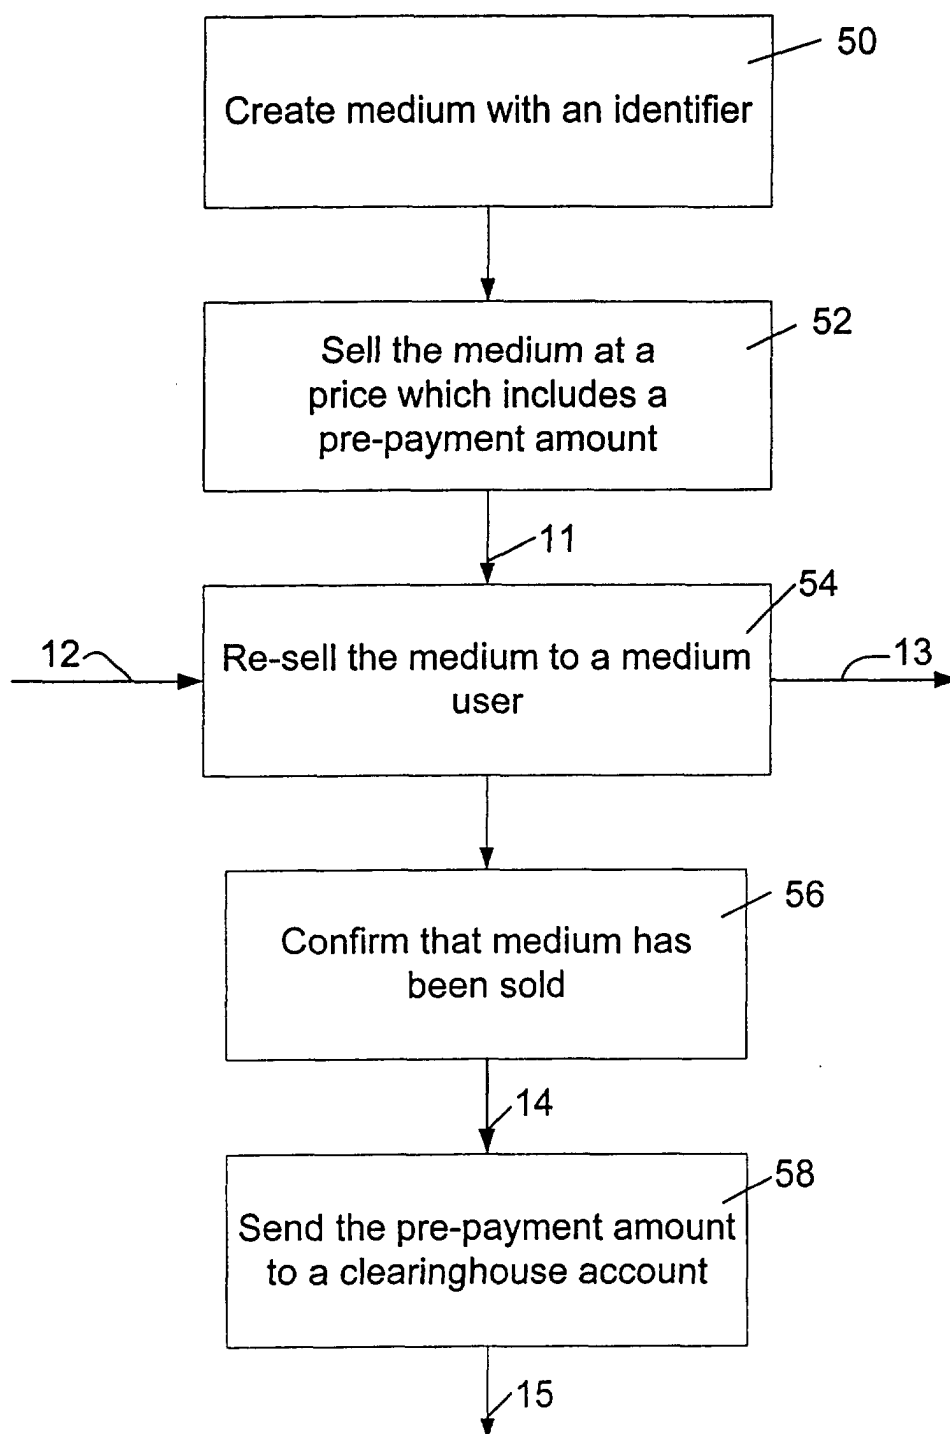 50
Create medium with an identifier
52
Sell the medium at a
price which includes a
pre-payment amount
11
54
12
Re-sell the medium to a medium
user
13
56
Confirm that medium has
been sold
14
58
Send the pre-payment amount
to a clearinghouse account
15